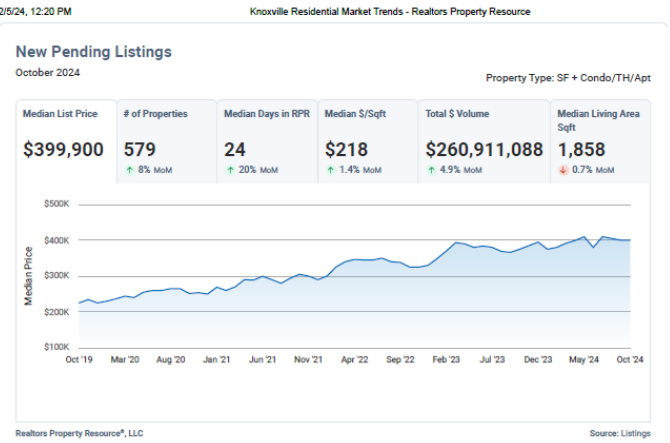 2/5/24, 12:20 PM Knoxville Residential Market Trends - Realtors Property Resource
New Pending Listings
October 2024
Property Type: SF + Condo/TH/Apt
Median List Price # of Properties Median Days in RPR Median $/Sqft Total $ Volume Median Living Area
Sqft
$399,900 579 24 $218 $260,911,088 1,858
↑ 8% MoM ↑ 20% MoM ↑ 1.4% MoM ↑ 4.9% MoM ↓ 0.7% MoM
$500K
$400K
$300K
$200K
$100K
Median Price
Oct '19 Mar '20 Aug '20 Jan '21 Jun '21 Nov '21 Apr '22 Sep '22 Feb '23 Jul '23 Dec '23 May '24 Oct '24
Realtors Property Resource®, LLC Source: Listings